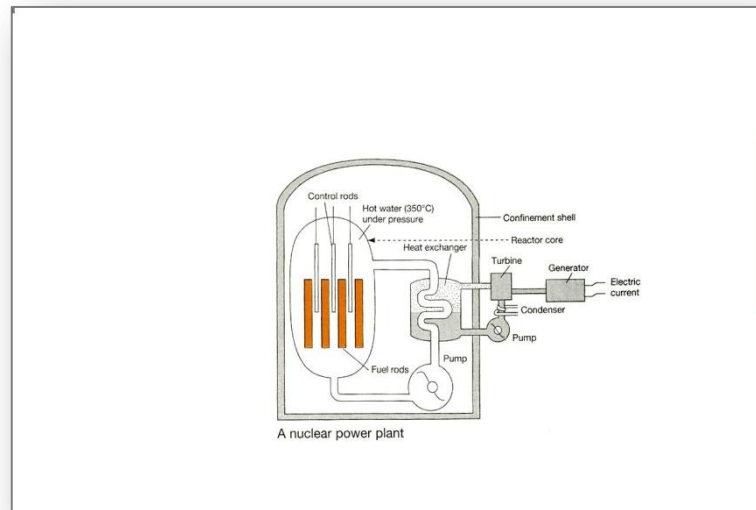 Control rods
Hot water (350°C)
under pressure
Confinement shell
Reactor core
Heat exchanger
Turbine
Generator
Electric
current
Condenser
Pump
Pump
Fuel rods
A nuclear power plant